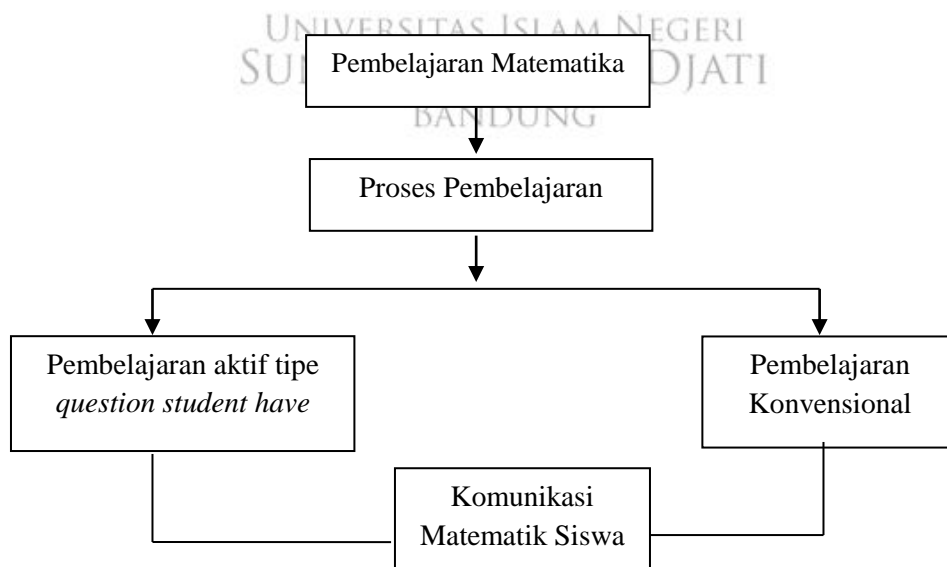 UNIVERSITAS ISLAM NEGERI
DJATI
BANDUNG
Pembelajaran Matematika
Proses Pembelajaran
Pembelajaran aktif tipe
question student have
Pembelajaran
Konvensional
Komunikasi
Matematik Siswa